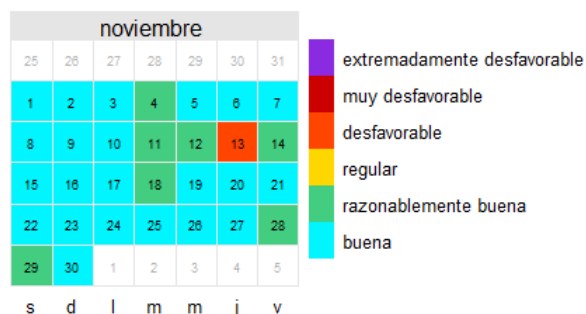 noviembre
25 26 27 28 29 30 31
1 2 3 4 5 6 7
8 9 10 11 12 13 14
15 16 17 18 19 20 21
22 23 24 25 26 27 28
29 30 1 2 3 4 5
s d l m m j v
extremadamente desfavorable
muy desfavorable
desfavorable
regular
razonablemente buena
buena